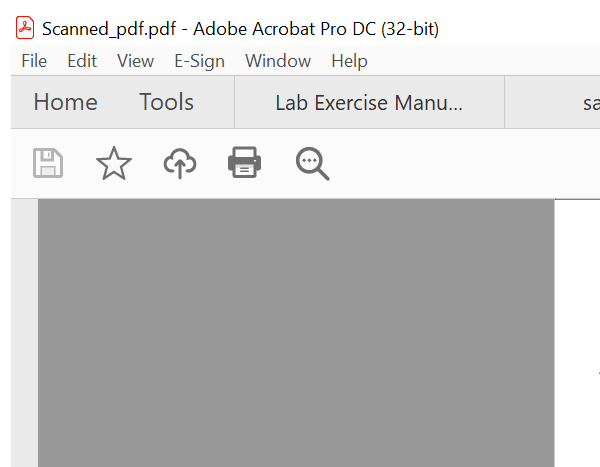 Scanned_pdf.pdf - Adobe Acrobat Pro DC (32-bit)
File Edit View E-Sign Window Help
Home Tools Lab Exercise Manu...